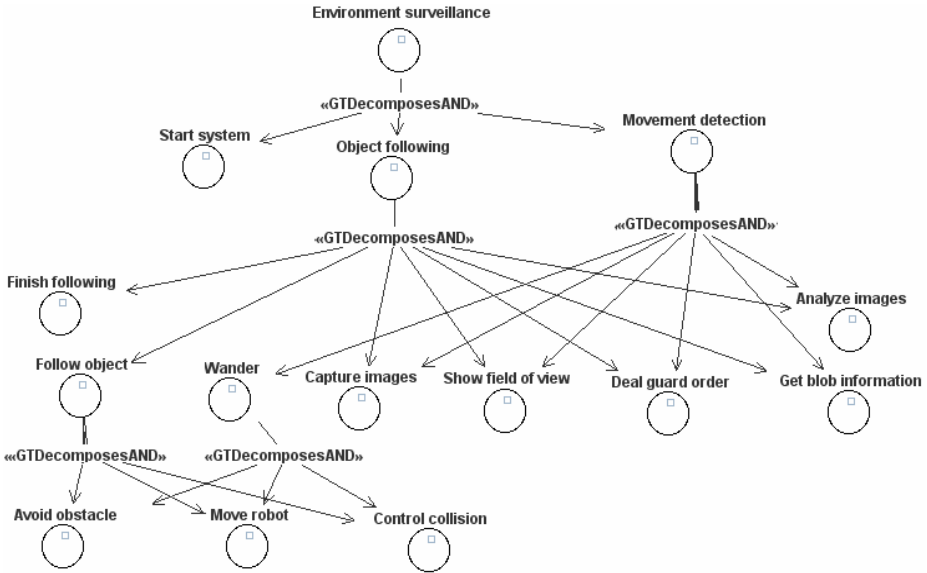 Environment surveillance
«GTDecomposesAND»
Start system
Object following
Movement detection
«GTDecomposesAND»
«GTDecomposesAND»
Finish following
Analyze images
Follow object
Wander
Capture images
Show field of view
Deal guard order
Get blob information
«GTDecomposesAND»
«GTDecomposesAND»
Avoid obstacle
Move robot
Control collision